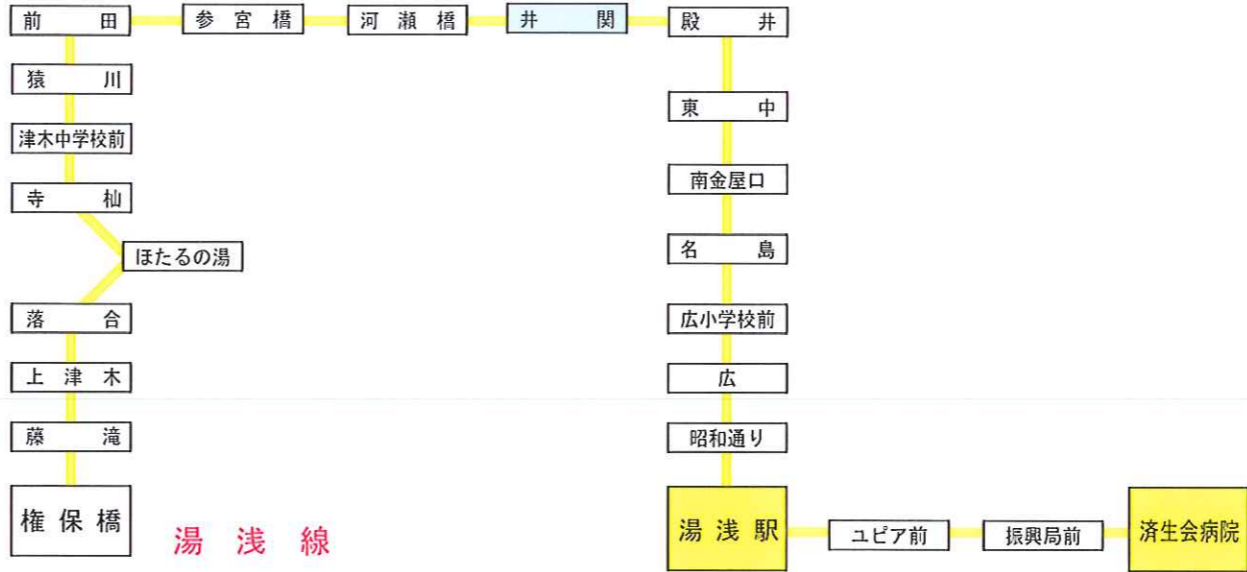 前田 参宮橋 河瀬橋 井関 殿井
猿川
東中
津木中学校前
南金屋口
寺杣
名島
ほたるの湯
落合
広小学校前
上津木
広
藤滝
昭和通り
権保橋
湯浅線
湯浅駅 ユピア前 振興局前 済生会病院